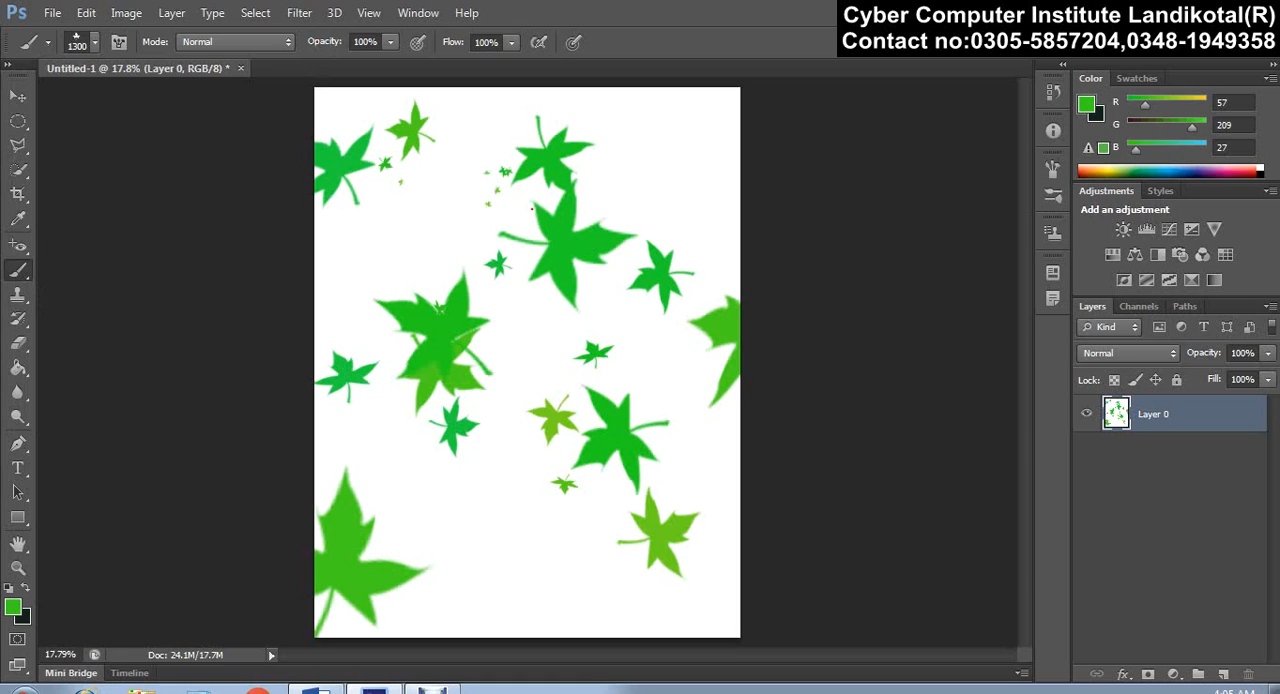 Ps File Edit Image Layer Type Select Filter 3D View Window Help
Cyber Computer Institute Landikotal(R)
Contact no:0305-5857204,0348-1949358
1300 Mode: Normal Opacity: 100% Flow: 100%
Untitled-1 @ 17.8% (Layer 0, RGB/8) * ×
Color Swatches
R 57
G 209
B 27
Adjustments Styles
Add an adjustment
Layers Channels Paths
Kind
Normal Opacity: 100%
Lock: Fill: 100%
Layer 0
17.79% Doc: 24.1M/17.7M
Mini Bridge Timeline
1:05 AM